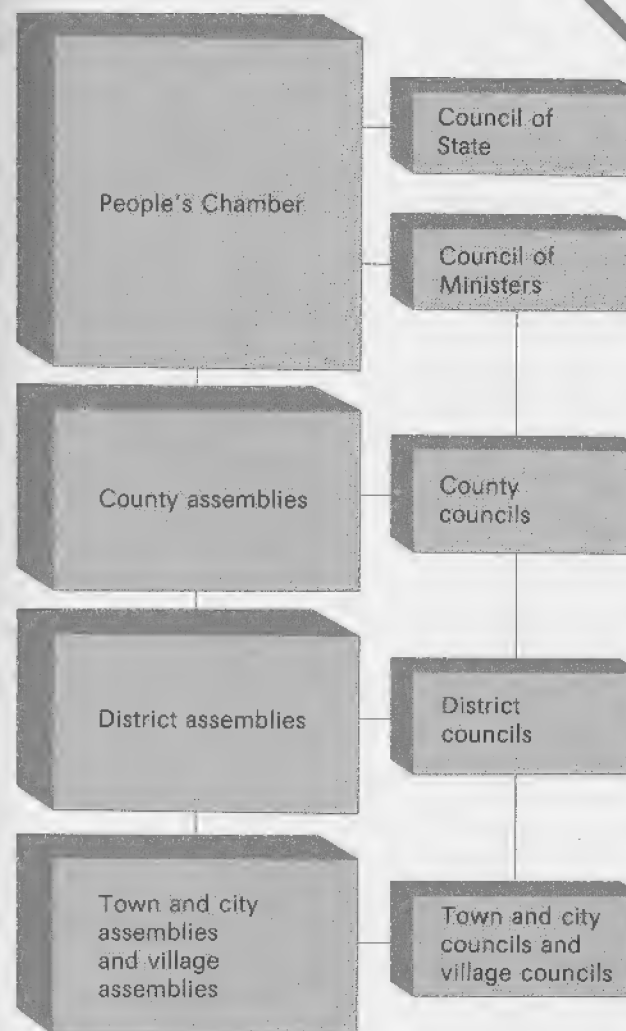 People's Chamber
Council of
State
Council of
Ministers
County assemblies
County
councils
District assemblies
District
councils
Town and city
assemblies
and village
assemblies
Town and city
councils and
village councils